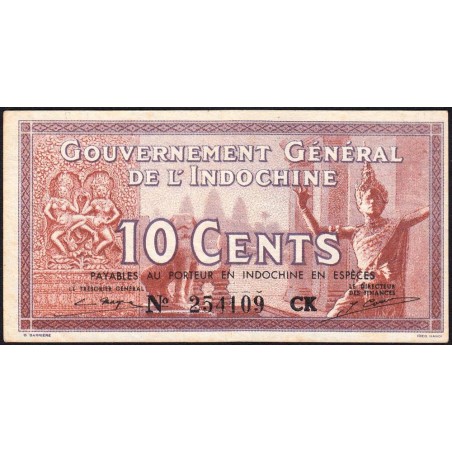 GOUVERNEMENT GÉNÉRAL
DE L'INDOCHINE
10 CENTS
PAYABLES AU PORTEUR EN INDOCHINE EN ESPÈCES
LE TRÉSORIER GÉNÉRAL
LE DIRECTEUR
DES FINANCES
No 254109 CK